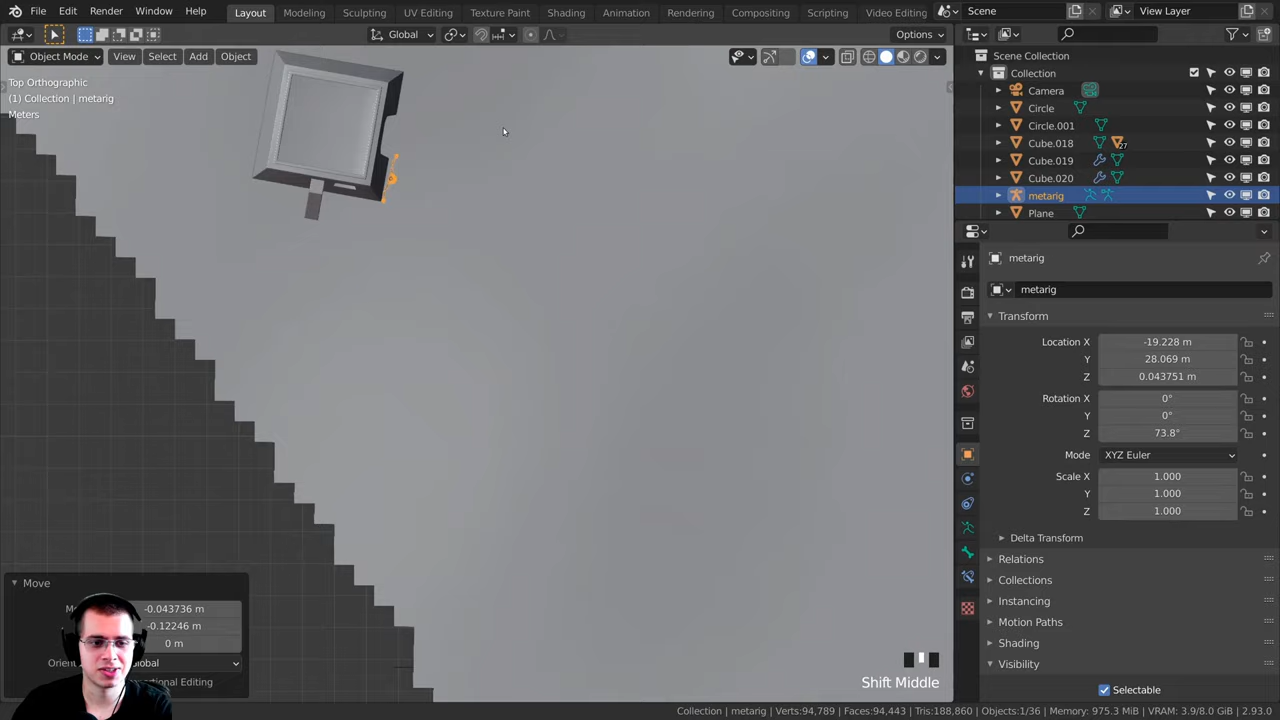 File Edit Render Window Help Layout Modeling Sculpting UV Editing Texture Paint Shading Animation Rendering Compositing Scripting Video Editing Scene View Layer
Global Options
Object Mode View Select Add Object
Top Orthographic
(1) Collection | metarig
Meters
Scene Collection
Collection
Camera
Circle
Circle.001
Cube.018 27
Cube.019
Cube.020
metarig
Plane
metarig
metarig
Transform
Location X -19.228 m
Y 28.069 m
Z 0.043751 m
Rotation X 0°
Y 0°
Z 73.8°
Mode XYZ Euler
Scale X 1.000
Y 1.000
Z 1.000
Delta Transform
Relations
Collections
Instancing
Motion Paths
Shading
Visibility
Selectable
Move
-0.043736 m
-0.12246 m
0 m
Global
Shift Middle
Collection | metarig Verts:94,789 Faces:94,443 Tris:188,860 Objects:1/36 Memory: 975.3 MiB VRAM: 3.9/8.0 GiB 2.93.0